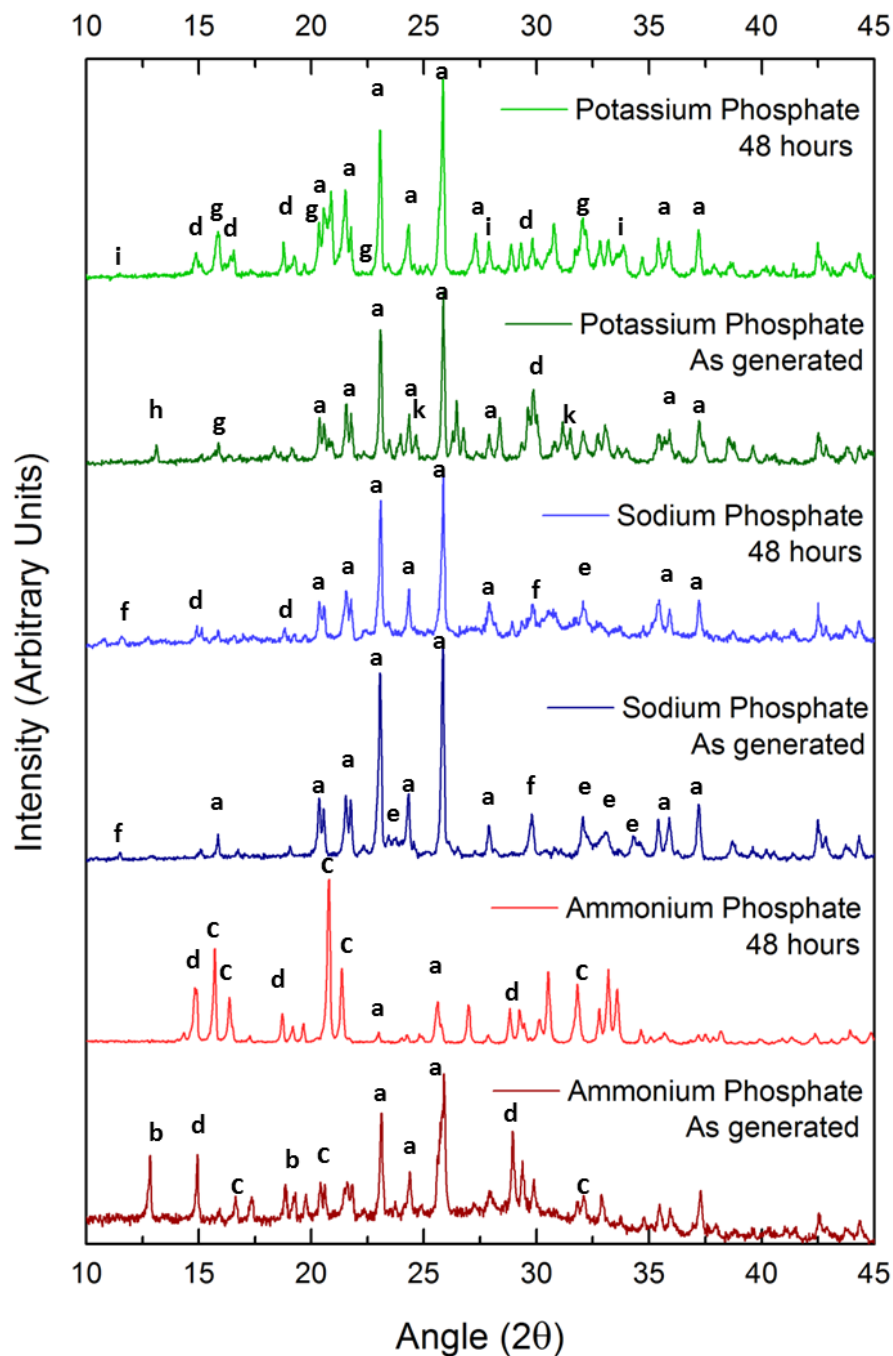 10 15 20 25 30 35 40 45
a
a
Potassium Phosphate
48 hours
d g d d g a a g a a i d g i a a
i
a
a
Potassium Phosphate
As generated
d
h g a a a k a k a a
a
a
Sodium Phosphate
48 hours
f d d a a a a f e a a
a
a
Sodium Phosphate
As generated
f a a a e a a f e e e a a
c
Ammonium Phosphate
48 hours
d c c d c a a d c
a
a
Ammonium Phosphate
As generated
b d c b c a d c
10 15 20 25 30 35 40 45
Angle (2θ)
Intensity (Arbitrary Units)